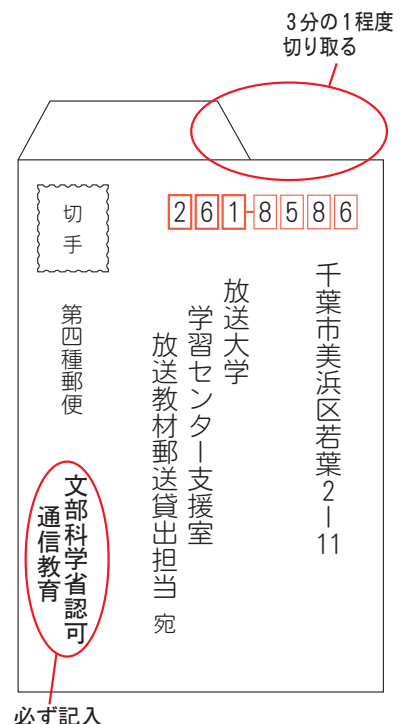 3分の1程度
切り取る
切手
261-8586
千葉市美浜区若葉2ー11
放送大学
学習センター支援室
放送教材郵送貸出担当 宛
第四種郵便
文部科学省認可
通信教育
必ず記入